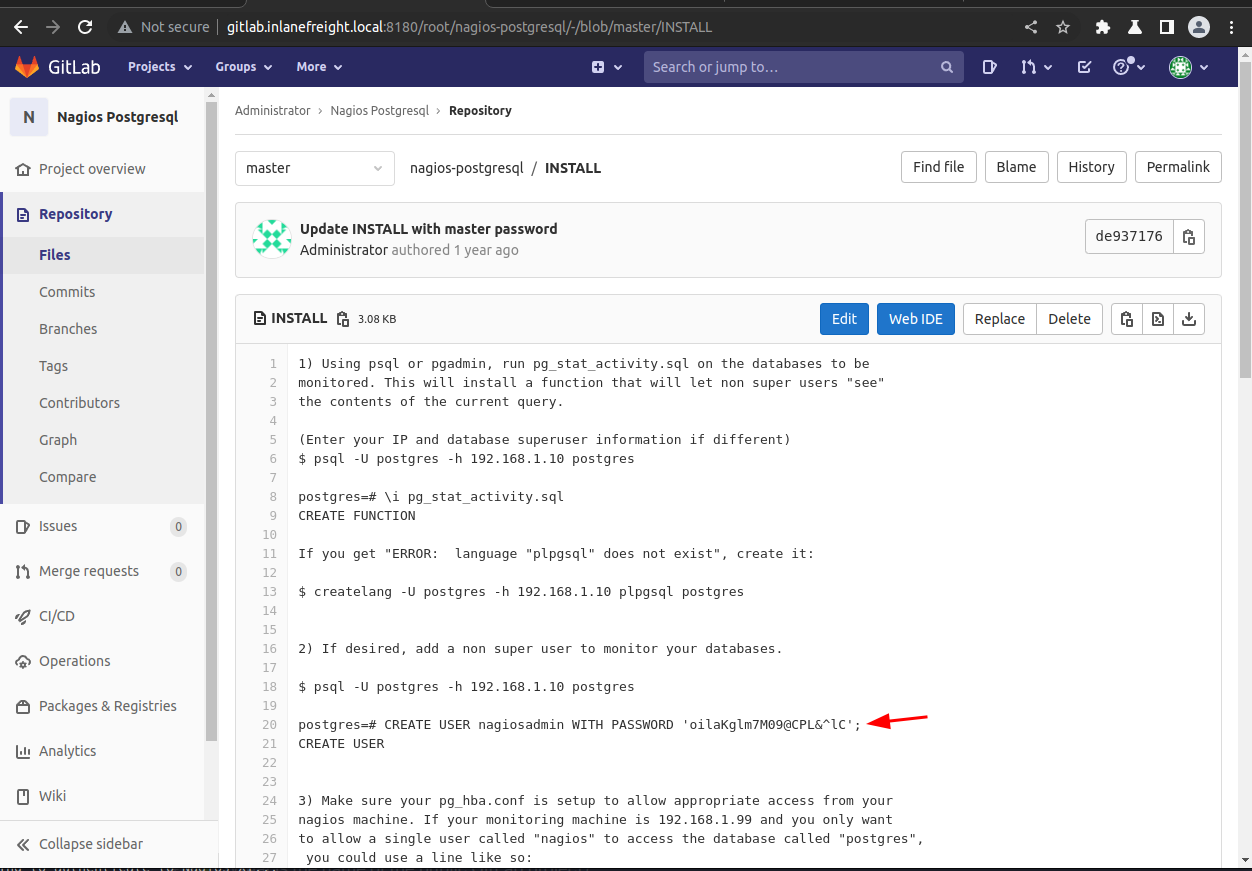 Not secure gitlab.inlanefreight.local:8180/root/nagios-postgresql/-/blob/master/INSTALL
GitLab Projects Groups More Search or jump to...
N Nagios Postgresql
Project overview
Repository
Files
Commits
Branches
Tags
Contributors
Graph
Compare
Issues 0
Merge requests 0
CI/CD
Operations
Packages & Registries
Analytics
Wiki
Collapse sidebar
Administrator › Nagios Postgresql › Repository
master nagios-postgresql / INSTALL Find file Blame History Permalink
Update INSTALL with master password
Administrator authored 1 year ago
de937176
INSTALL 3.08 KB Edit Web IDE Replace Delete
1 1) Using psql or pgadmin, run pg_stat_activity.sql on the databases to be
2 monitored. This will install a function that will let non super users "see"
3 the contents of the current query.
4
5 (Enter your IP and database superuser information if different)
6 $ psql -U postgres -h 192.168.1.10 postgres
7
8 postgres=# \i pg_stat_activity.sql
9 CREATE FUNCTION
10
11 If you get "ERROR:  language "plpgsql" does not exist", create it:
12
13 $ createlang -U postgres -h 192.168.1.10 plpgsql postgres
14
15
16 2) If desired, add a non super user to monitor your databases.
17
18 $ psql -U postgres -h 192.168.1.10 postgres
19
20 postgres=# CREATE USER nagiosadmin WITH PASSWORD 'oilaKglm7M09@CPL&^lC';
21 CREATE USER
22
23
24 3) Make sure your pg_hba.conf is setup to allow appropriate access from your
25 nagios machine. If your monitoring machine is 192.168.1.99 and you only want
26 to allow a single user called "nagios" to access the database called "postgres",
27  you could use a line like so: